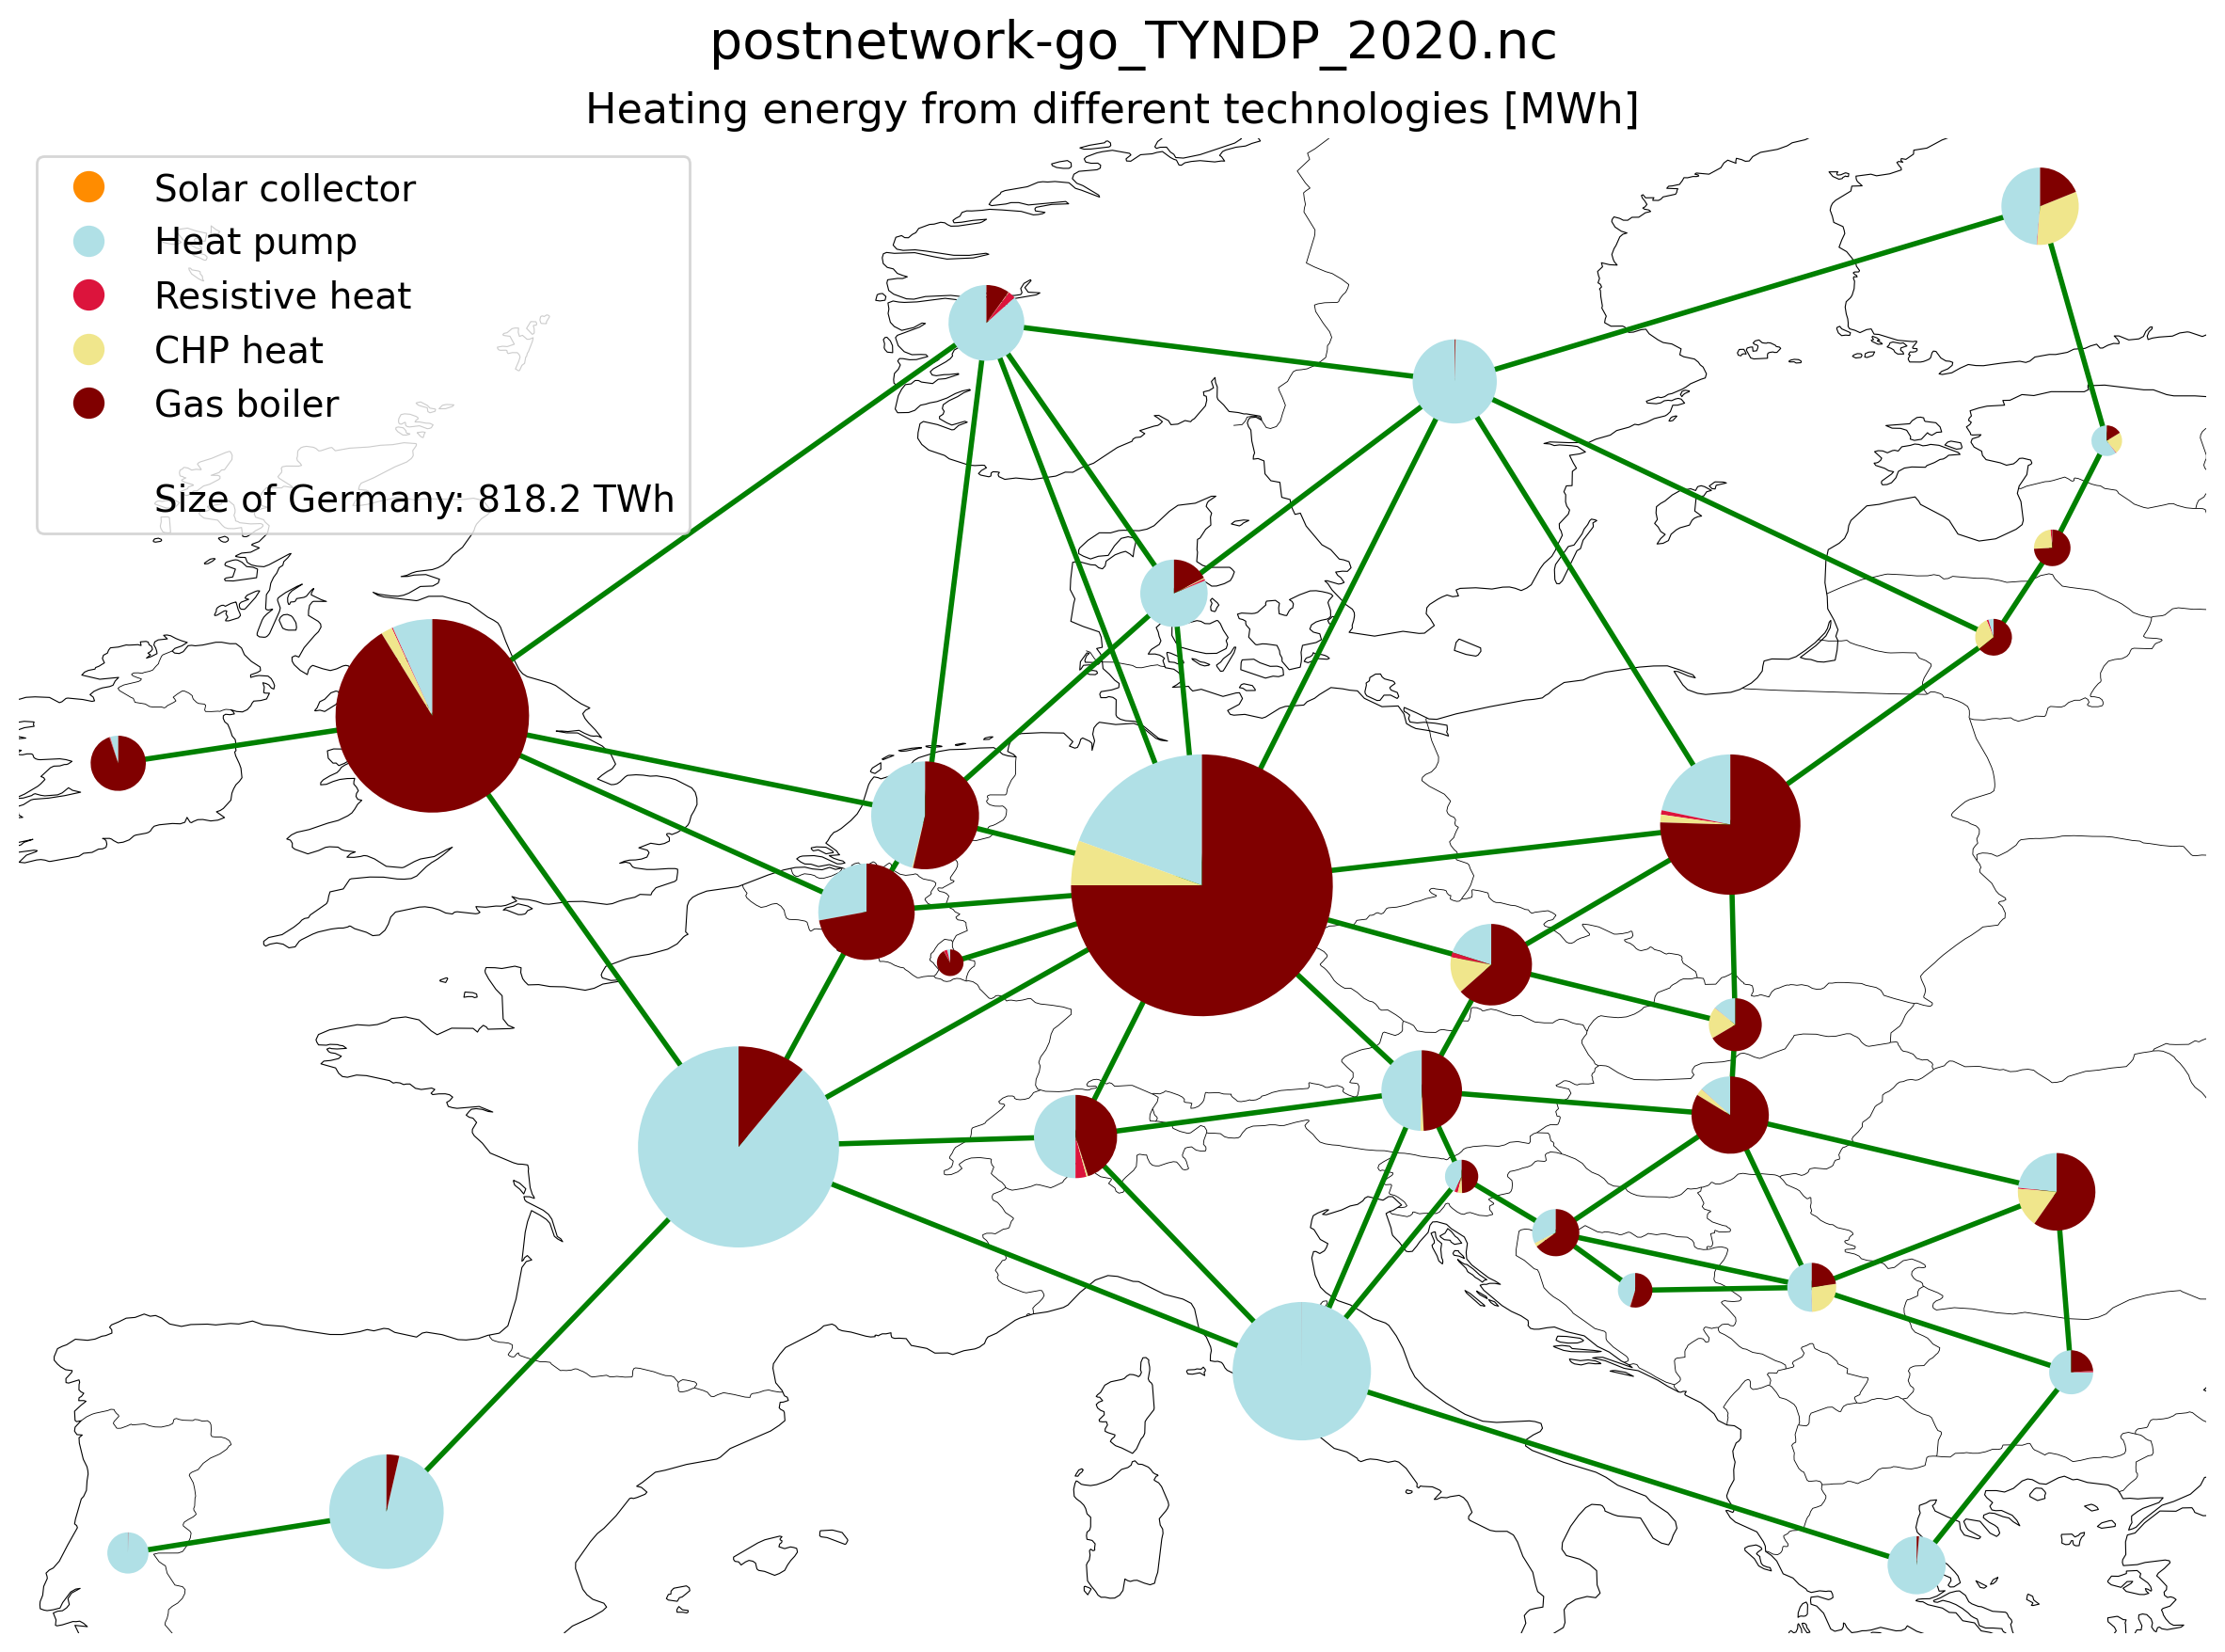 postnetwork-go_TYNDP_2020.nc
Heating energy from different technologies [MWh]
Solar collector
Heat pump
Resistive heat
CHP heat
Gas boiler
Size of Germany: 818.2 TWh